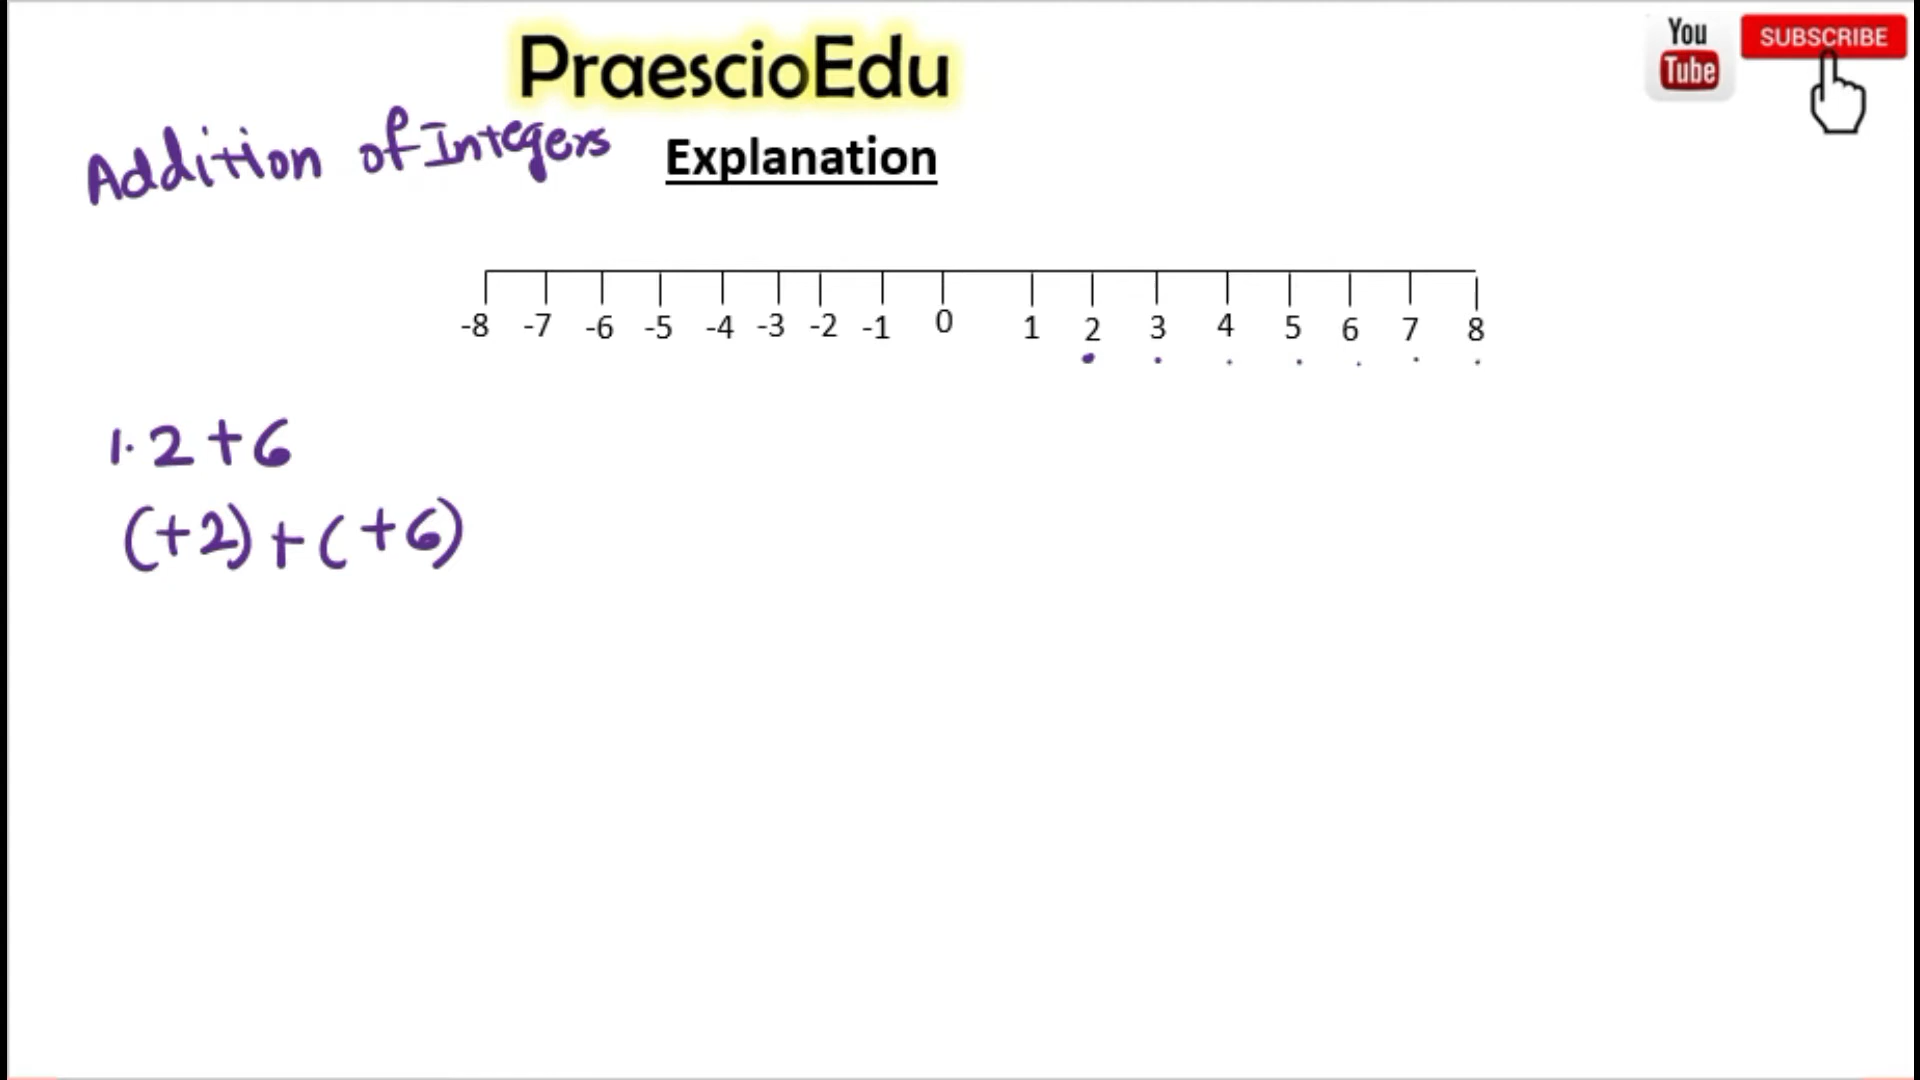 PraescioEdu
You
Tube
SUBSCRIBE
Addition of Integers
Explanation
-8 -7 -6 -5 -4 -3 -2 -1 0 1 2 3 4 5 6 7 8
1. 2 + 6
(+2) + (+6)